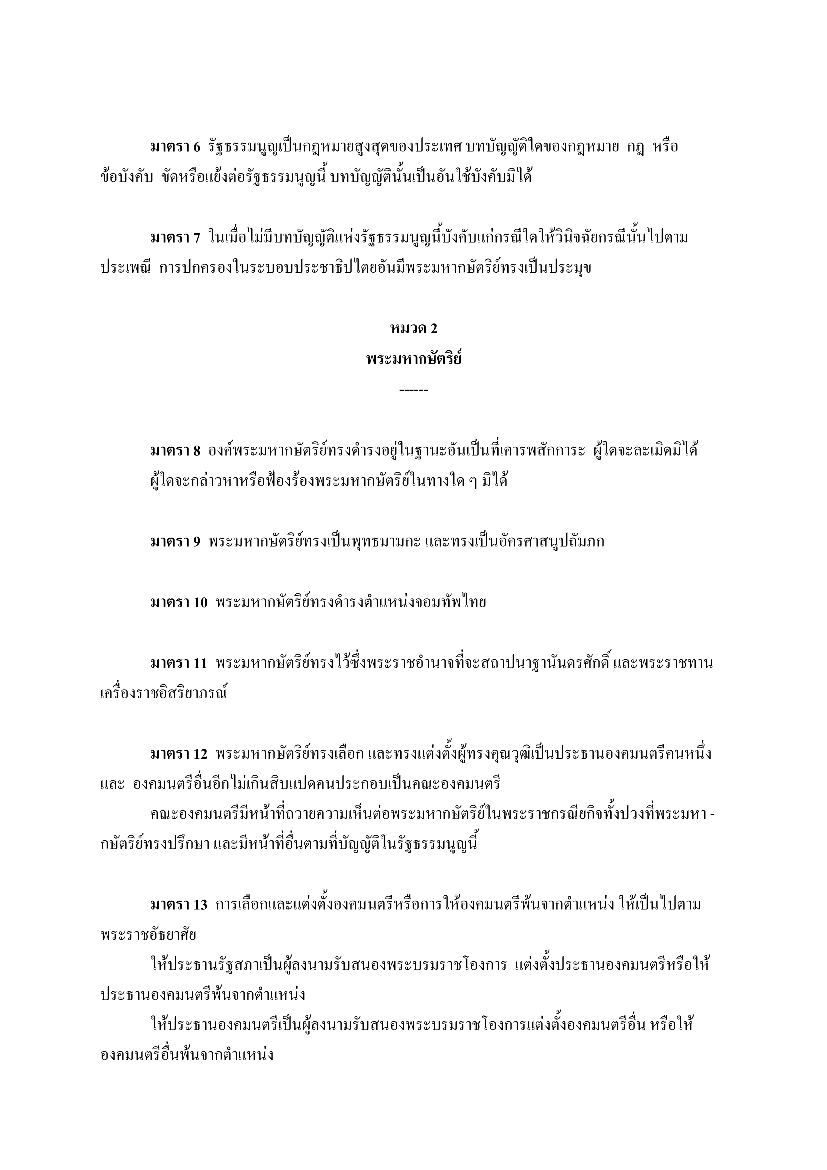 มาตรา 6 รัฐธรรมนูญเป็นกฎหมายสูงสุดของประเทศ บทบัญญัติใดของกฎหมาย กฎ หรือ
ข้อบังคับ ขัดหรือแย้งต่อรัฐธรรมนูญนี้ บทบัญญัตินั้นเป็นอันใช้บังคับมิได้
มาตรา 7 ในเมื่อไม่มีบทบัญญัติแห่งรัฐธรรมนูญนี้บังคับแก่กรณีใดให้วินิจฉัยกรณีนั้นไปตาม
ประเพณี การปกครองในระบอบประชาธิปไตยอันมีพระมหากษัตริย์ทรงเป็นประมุข
หมวด 2
พระมหากษัตริย์
------
มาตรา 8 องค์พระมหากษัตริย์ทรงดำรงอยู่ในฐานะอันเป็นที่เคารพสักการะ ผู้ใดจะละเมิดมิได้
ผู้ใดจะกล่าวหาหรือฟ้องร้องพระมหากษัตริย์ในทางใด ๆ มิได้
มาตรา 9 พระมหากษัตริย์ทรงเป็นพุทธมามกะ และทรงเป็นอัครศาสนูปถัมภก
มาตรา 10 พระมหากษัตริย์ทรงดำรงตำแหน่งจอมทัพไทย
มาตรา 11 พระมหากษัตริย์ทรงไว้ซึ่งพระราชอำนาจที่จะสถาปนาฐานันดรศักดิ์ และพระราชทาน
เครื่องราชอิสริยาภรณ์
มาตรา 12 พระมหากษัตริย์ทรงเลือก และทรงแต่งตั้งผู้ทรงคุณวุฒิเป็นประธานองคมนตรีคนหนึ่ง
และ องคมนตรีอื่นอีกไม่เกินสิบแปดคนประกอบเป็นคณะองคมนตรี
คณะองคมนตรีมีหน้าที่ถวายความเห็นต่อพระมหากษัตริย์ในพระราชกรณียกิจทั้งปวงที่พระมหา -
กษัตริย์ทรงปรึกษา และมีหน้าที่อื่นตามที่บัญญัติในรัฐธรรมนูญนี้
มาตรา 13 การเลือกและแต่งตั้งองคมนตรีหรือการให้องคมนตรีพ้นจากตำแหน่ง ให้เป็นไปตาม
พระราชอัธยาศัย
ให้ประธานรัฐสภาเป็นผู้ลงนามรับสนองพระบรมราชโองการ แต่งตั้งประธานองคมนตรีหรือให้
ประธานองคมนตรีพ้นจากตำแหน่ง
ให้ประธานองคมนตรีเป็นผู้ลงนามรับสนองพระบรมราชโองการแต่งตั้งองคมนตรีอื่น หรือให้
องคมนตรีอื่นพ้นจากตำแหน่ง